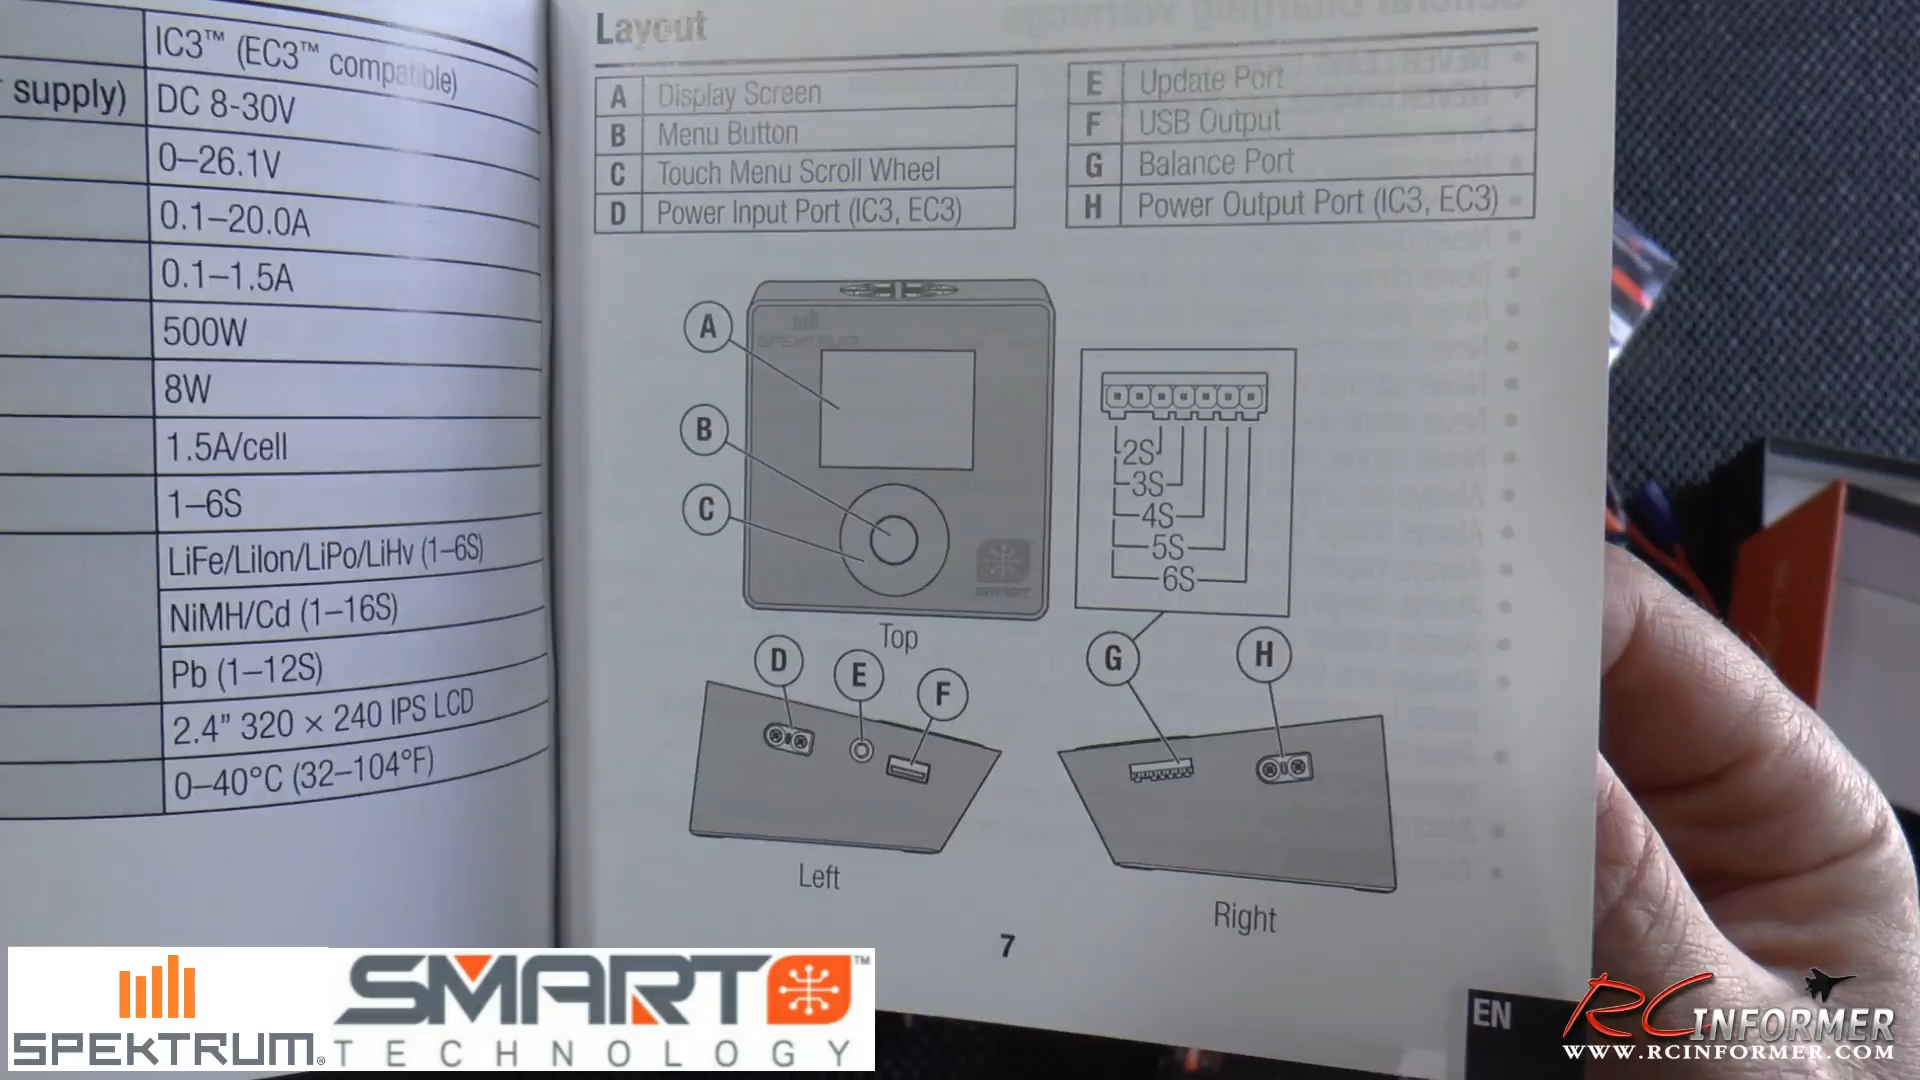 IC3™ (EC3™ compatible)
supply) DC 8-30V
0–26.1V
0.1–20.0A
0.1–1.5A
500W
8W
1.5A/cell
1–6S
LiFe/LiIon/LiPo/LiHv (1–6S)
NiMH/Cd (1–16S)
Pb (1–12S)
2.4” 320 × 240 IPS LCD
0–40°C (32–104°F)
Layout
A Display Screen
B Menu Button
C Touch Menu Scroll Wheel
D Power Input Port (IC3, EC3)
E Update Port
F USB Output
G Balance Port
H Power Output Port (IC3, EC3)
A
B
C
SPEKTRUM
SMART
Top
2S
3S
4S
5S
6S
D
E
F
G
H
Left
Right
7
EN
SPEKTRUM®
SMART™
TECHNOLOGY
RC INFORMER
WWW.RCINFORMER.COM